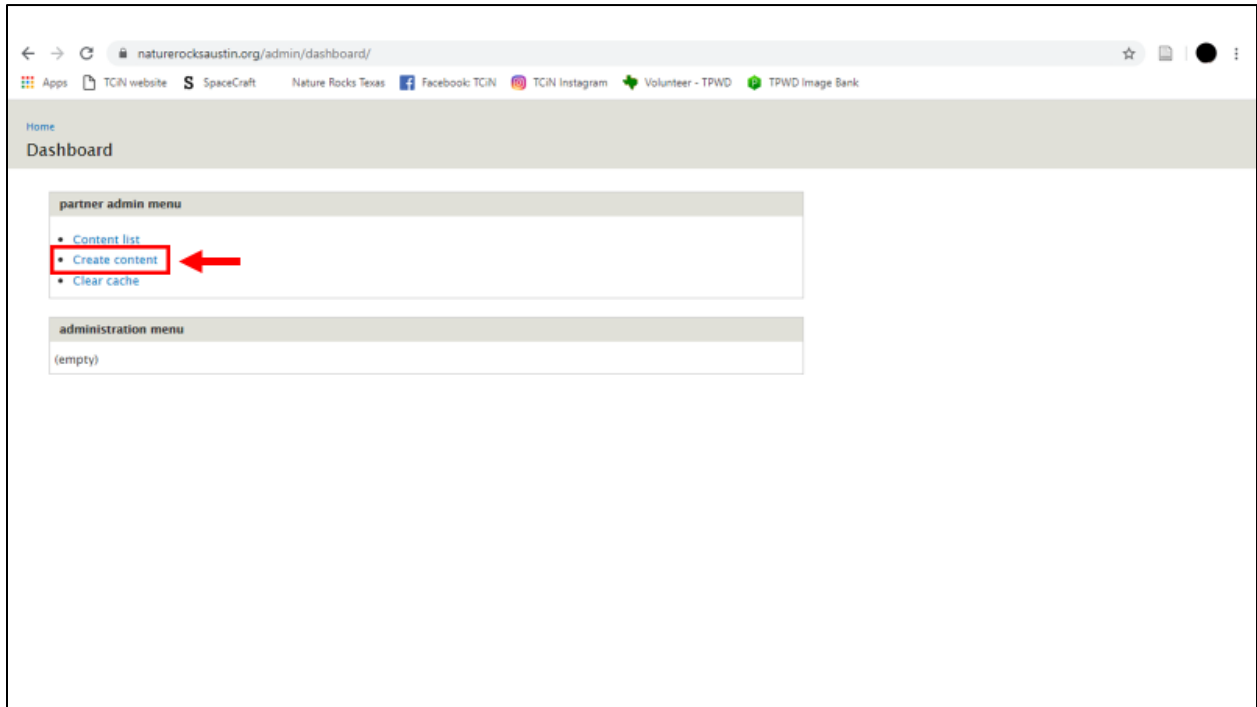 naturerocksaustin.org/admin/dashboard/
Apps TCiN website S SpaceCraft Nature Rocks Texas Facebook: TCiN TCiN Instagram Volunteer - TPWD TPWD Image Bank
Home
Dashboard
partner admin menu
Content list
Create content
Clear cache
administration menu
(empty)